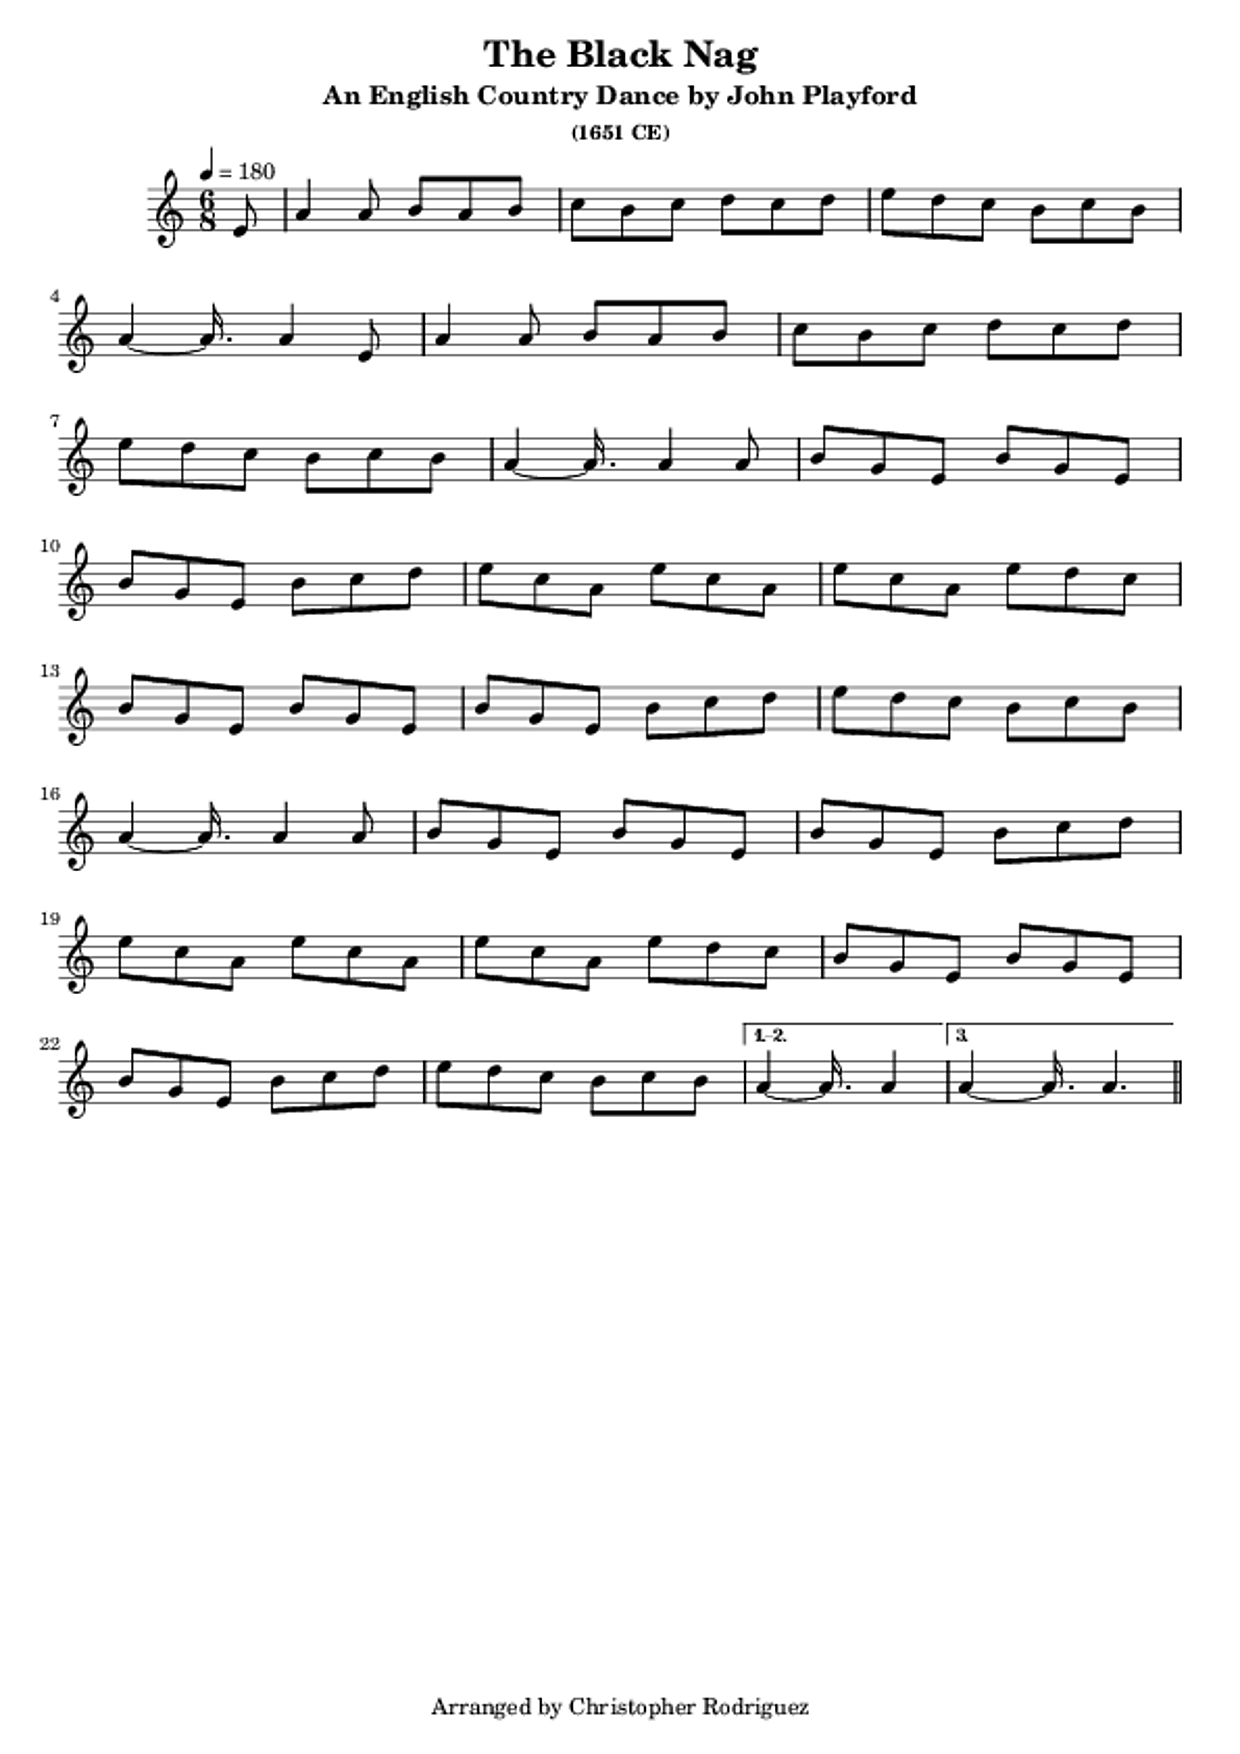 The Black Nag
An English Country Dance by John Playford
(1651 CE)
♩ = 180
6
8
4
7
10
13
16
19
22
1.-2.
3.
Arranged by Christopher Rodriguez